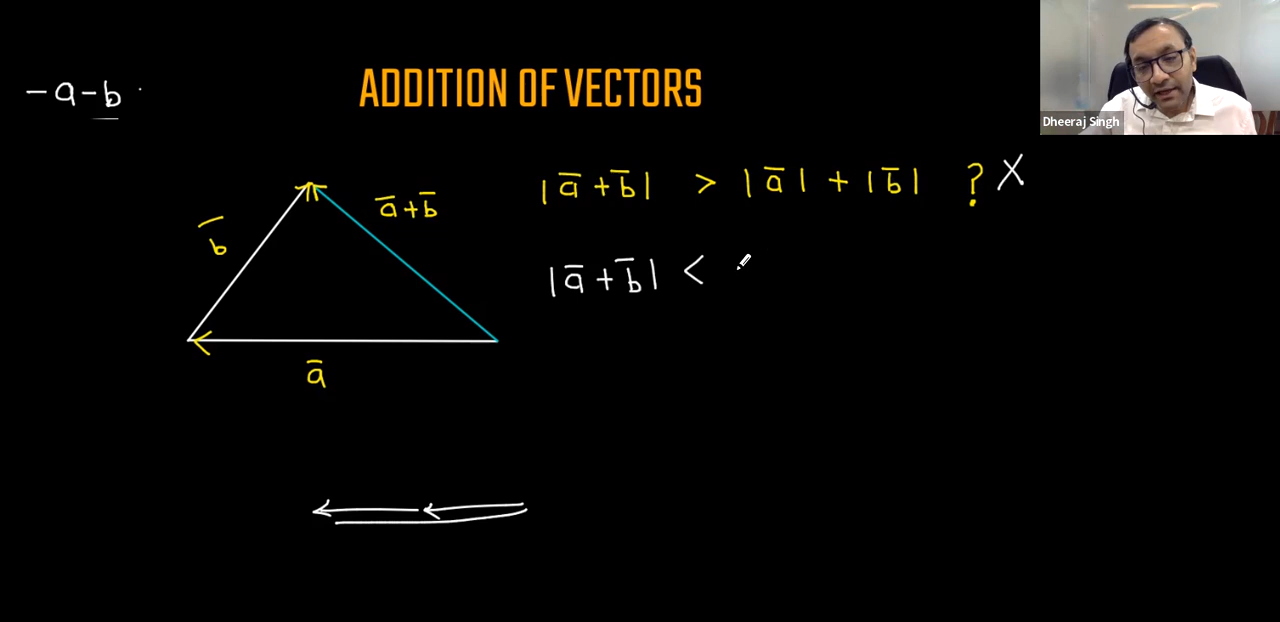 -a-b
ADDITION OF VECTORS
Dheeraj Singh
|a̅ + b̅| > |a̅| + |b̅| ? X
b̅
a̅+b̅
|a̅ + b̅| <
a̅